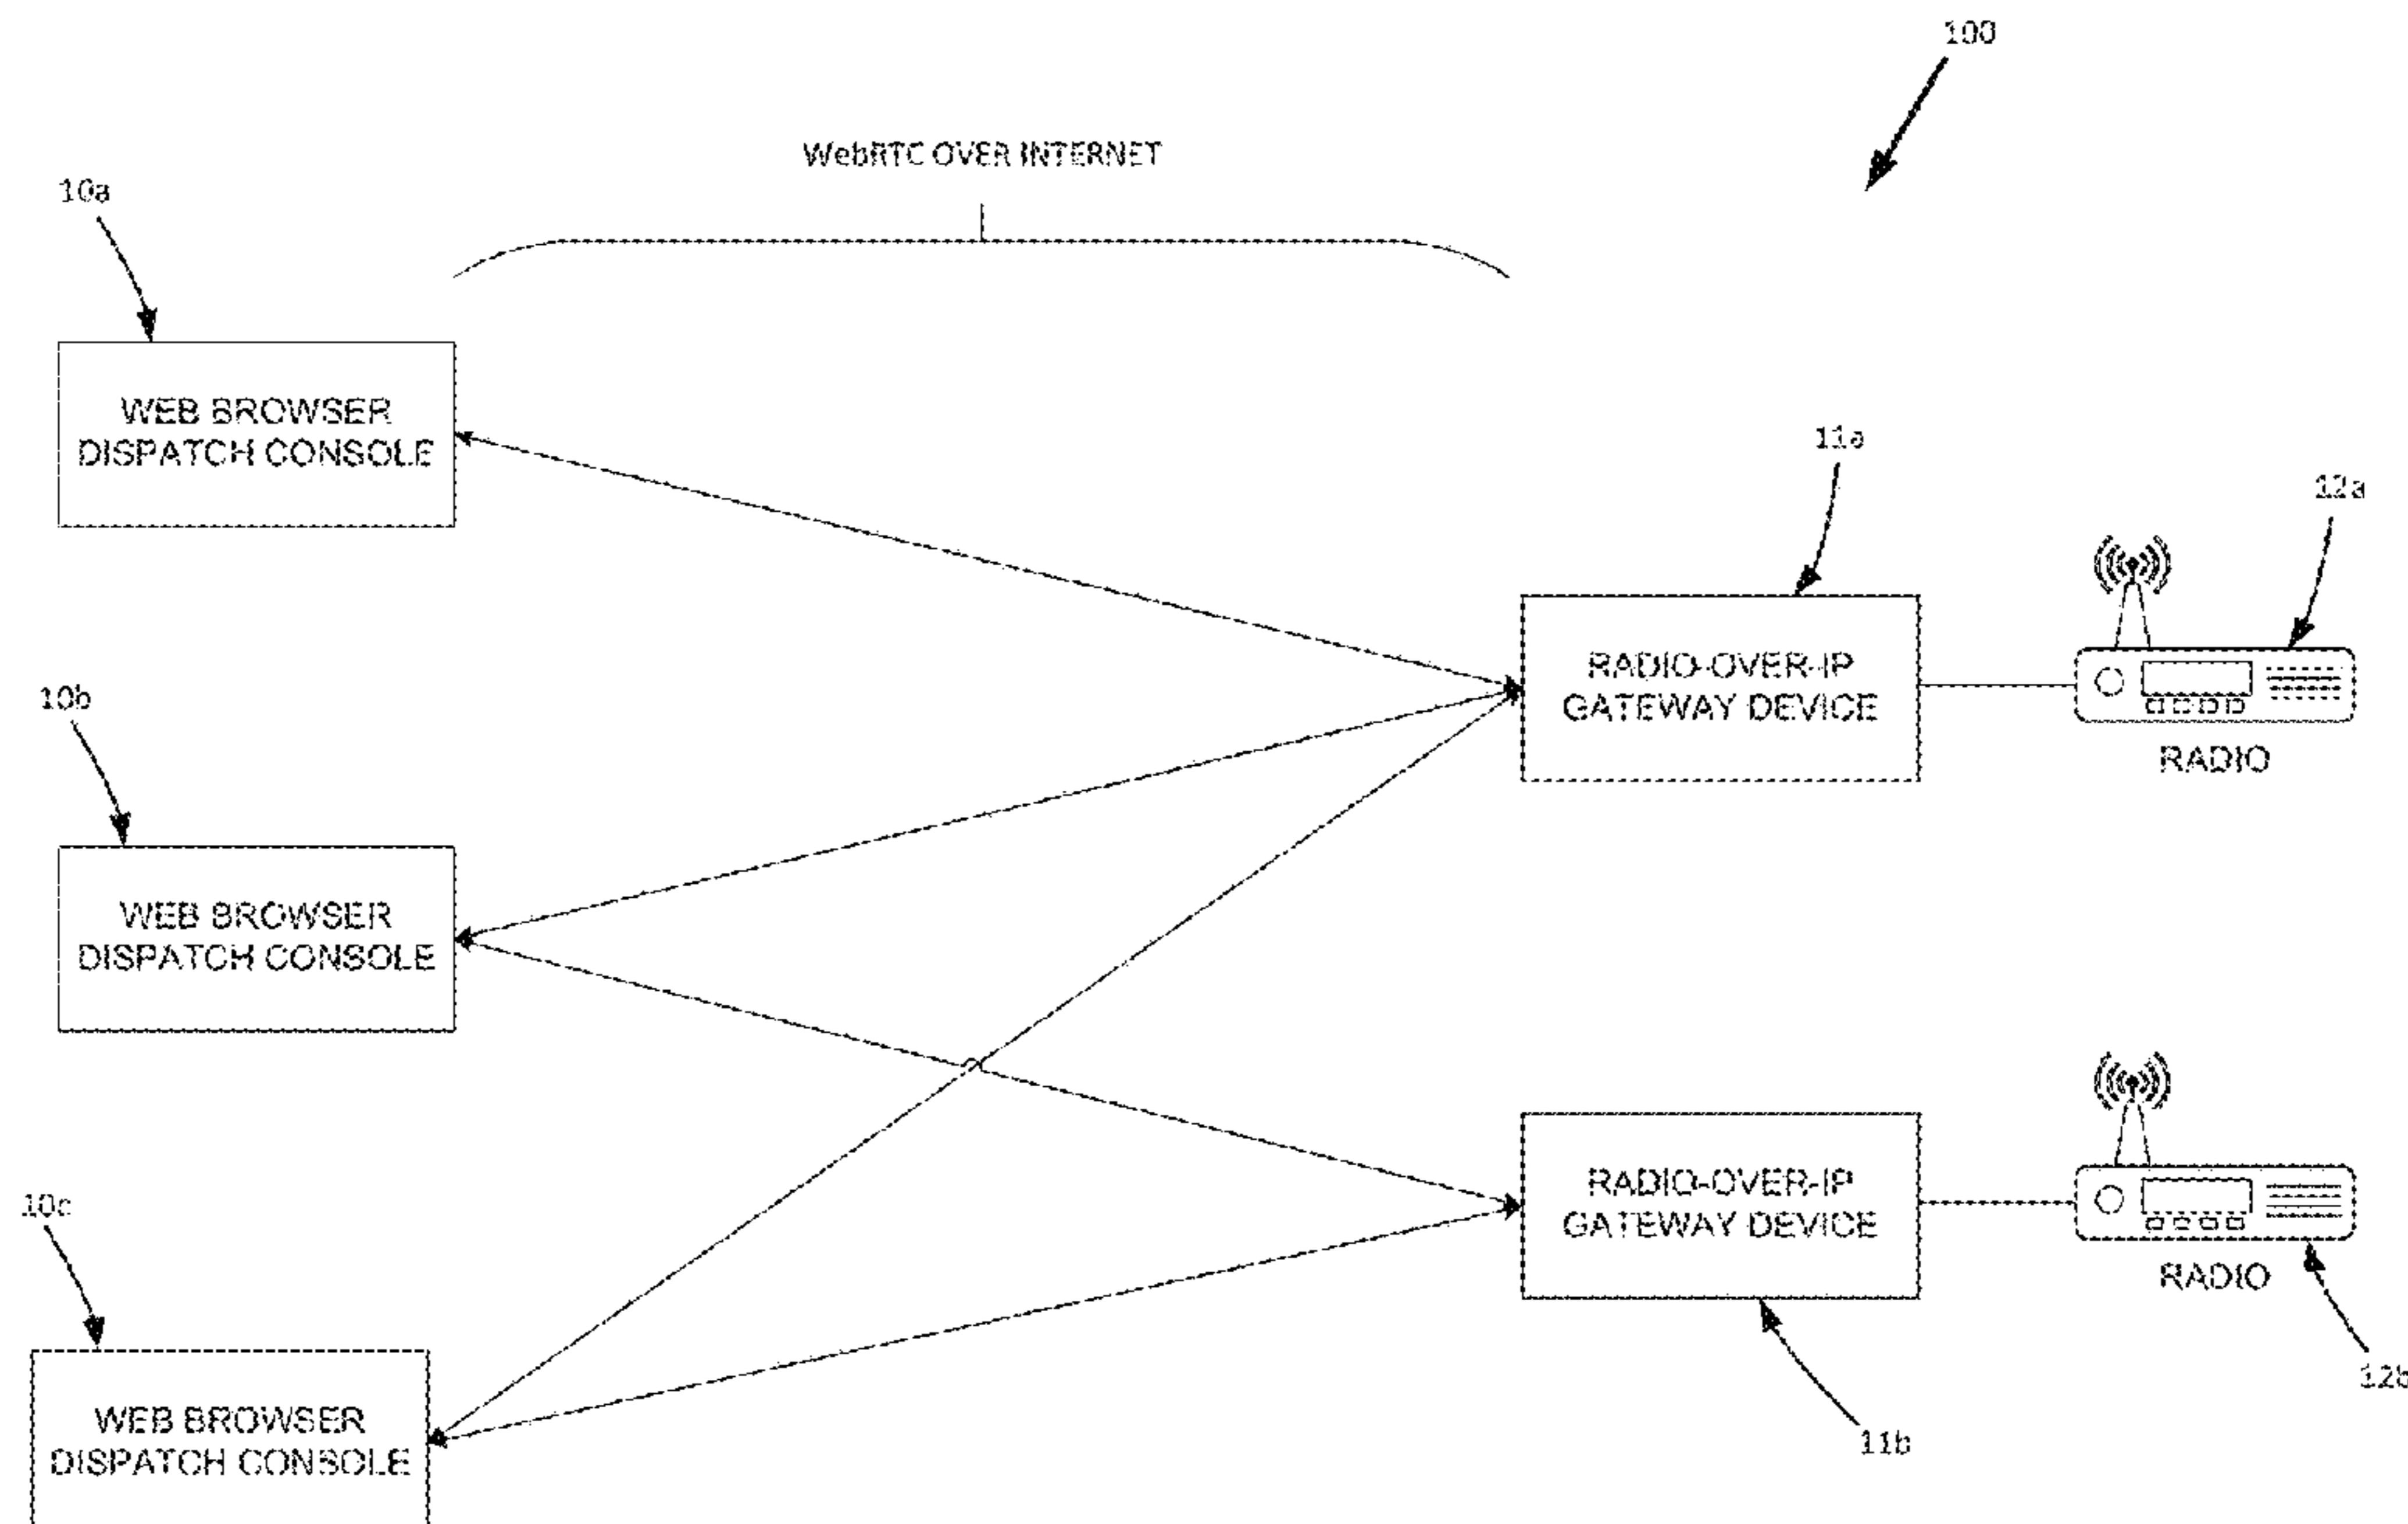 100
WebRTC OVER INTERNET
10a
WEB BROWSER
DISPATCH CONSOLE
11a
12a
RADIO-OVER-IP
GATEWAY DEVICE
RADIO
10b
WEB BROWSER
DISPATCH CONSOLE
RADIO-OVER-IP
GATEWAY DEVICE
RADIO
10c
12b
11b
WEB BROWSER
DISPATCH CONSOLE